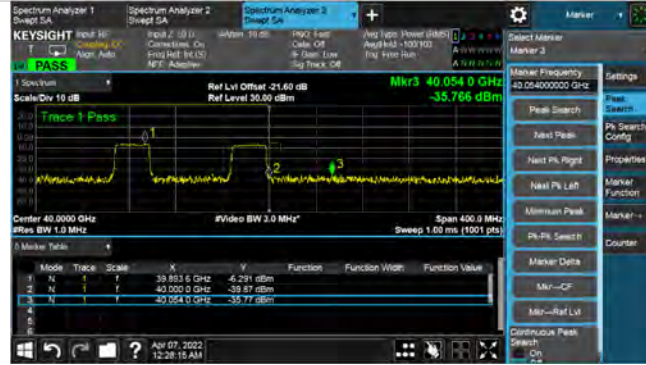 Spectrum Analyzer 1
Swept SA
Spectrum Analyzer 2
Swept SA
Spectrum Analyzer 3
Swept SA
+
Marker
KEYSIGHT
Input: RF
Coupling: DC
Align: Auto
Input Z: 50 Ω
Corrections: On
Freq Ref: Int (S)
NFE: Adaptive
#Atten: 10 dB
PNO: Fast
Gate: Off
IF Gain: Low
Sig Track: Off
Avg Type: Power (RMS)
Avg|Hold: >100/100
Trig: Free Run
PASS
Select Marker
Marker 3
Marker Frequency
40.054000000 GHz
Settings
Peak Search
Next Peak
Next Pk Right
Next Pk Left
Minimum Peak
Pk-Pk Search
Marker Delta
Mkr→CF
Mkr→Ref Lvl
Continuous Peak
Search
On
Off
Peak
Search
Pk Search
Config
Properties
Marker
Function
Marker→
Counter
1 Spectrum
Scale/Div 10 dB
Ref Lvl Offset -21.60 dB
Ref Level 30.00 dBm
Mkr3 40.054 0 GHz
-35.766 dBm
Trace 1 Pass
1
2
3
Center 40.0000 GHz
#Res BW 1.0 MHz
#Video BW 3.0 MHz*
Span 400.0 MHz
Sweep 1.00 ms (1001 pts)
Marker Table
Mode Trace Scale X Y Function Function Width Function Value
1 N 1 f 39.893 6 GHz -6.291 dBm
2 N 1 f 40.000 0 GHz -39.87 dBm
3 N 1 f 40.054 0 GHz -35.77 dBm
4
5
6
?
Apr 07, 2022
12:28:15 AM